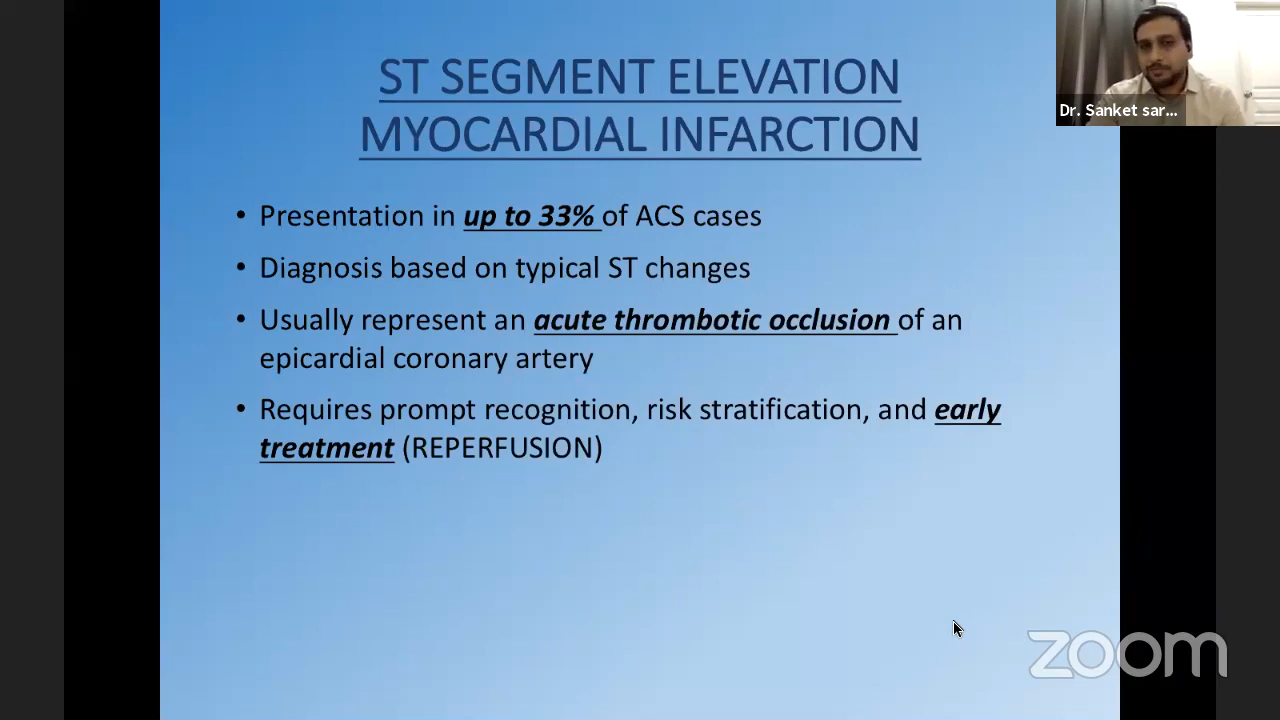 ST SEGMENT ELEVATION
MYOCARDIAL INFARCTION
Dr. Sanket sar...
• Presentation in up to 33% of ACS cases
• Diagnosis based on typical ST changes
• Usually represent an acute thrombotic occlusion of an
epicardial coronary artery
• Requires prompt recognition, risk stratification, and early
treatment (REPERFUSION)
zoom